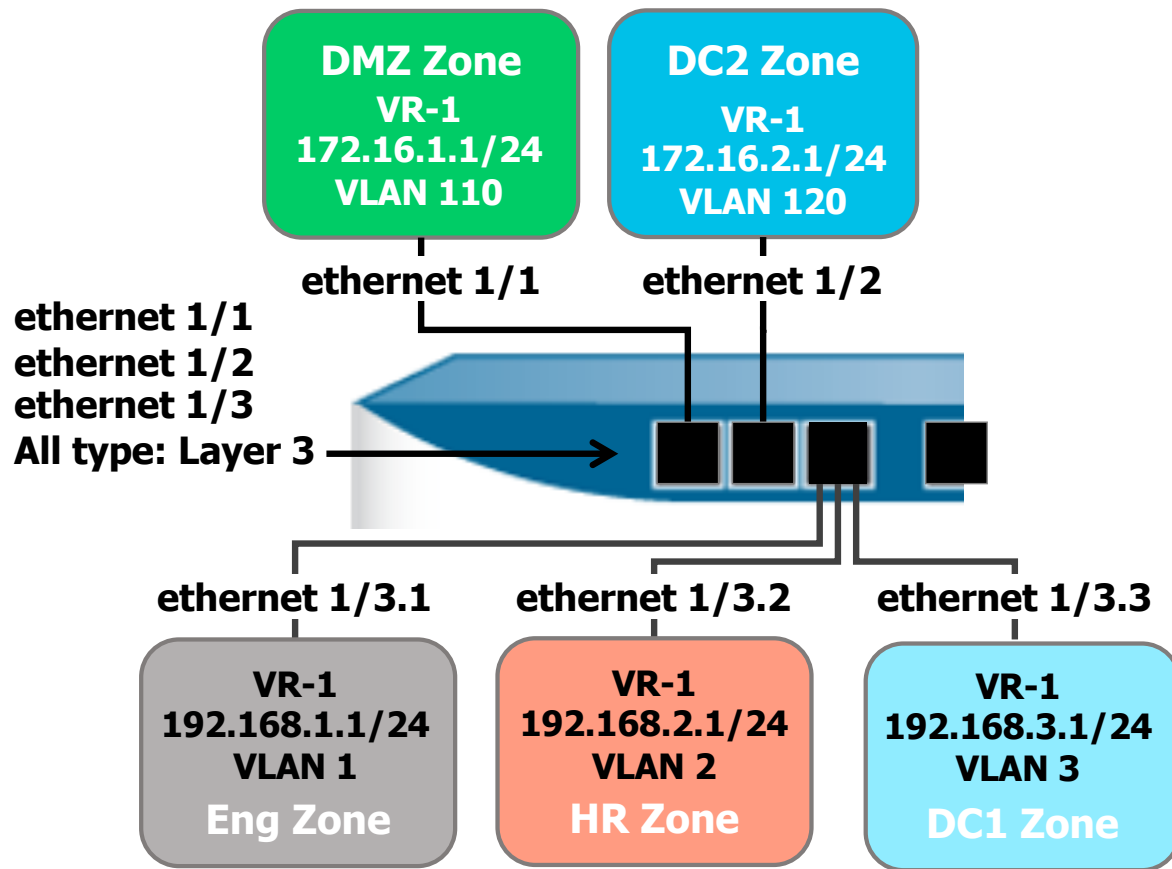 DMZ Zone
VR-1
172.16.1.1/24
VLAN 110
DC2 Zone
VR-1
172.16.2.1/24
VLAN 120
ethernet 1/1
ethernet 1/2
ethernet 1/1
ethernet 1/2
ethernet 1/3
All type: Layer 3
ethernet 1/3.1
ethernet 1/3.2
ethernet 1/3.3
VR-1
192.168.1.1/24
VLAN 1
Eng Zone
VR-1
192.168.2.1/24
VLAN 2
HR Zone
VR-1
192.168.3.1/24
VLAN 3
DC1 Zone